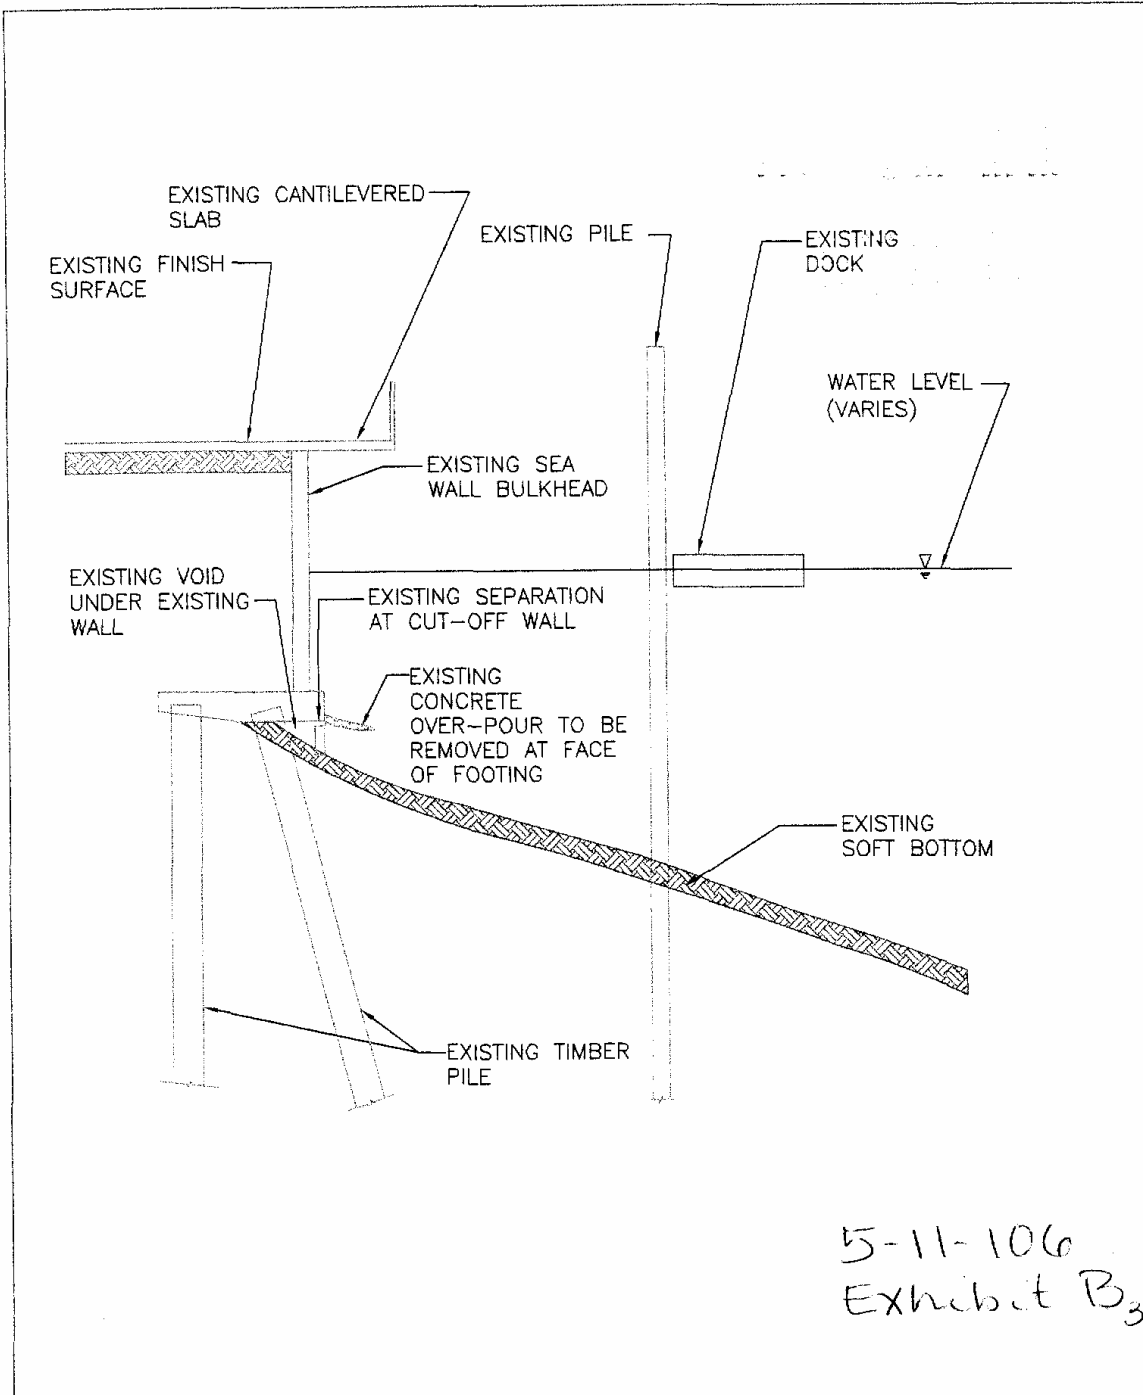 EXISTING CANTILEVERED
SLAB
EXISTING PILE
EXISTING
DOCK
EXISTING FINISH
SURFACE
WATER LEVEL
(VARIES)
EXISTING SEA
WALL BULKHEAD
EXISTING VOID
UNDER EXISTING
WALL
EXISTING SEPARATION
AT CUT-OFF WALL
EXISTING
CONCRETE
OVER-POUR TO BE
REMOVED AT FACE
OF FOOTING
EXISTING
SOFT BOTTOM
EXISTING TIMBER
PILE
5-11-106
Exhibit B3